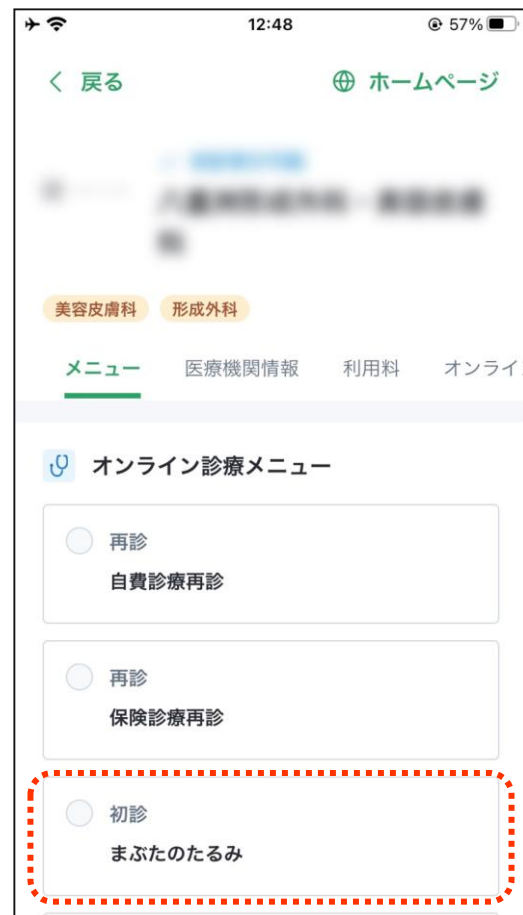 12:48
57%
戻る
ホームページ
美容皮膚科 形成外科
メニュー 医療機関情報 利用料 オンライ
オンライン診療メニュー
再診
自費診療再診
再診
保険診療再診
初診
まぶたのたるみ